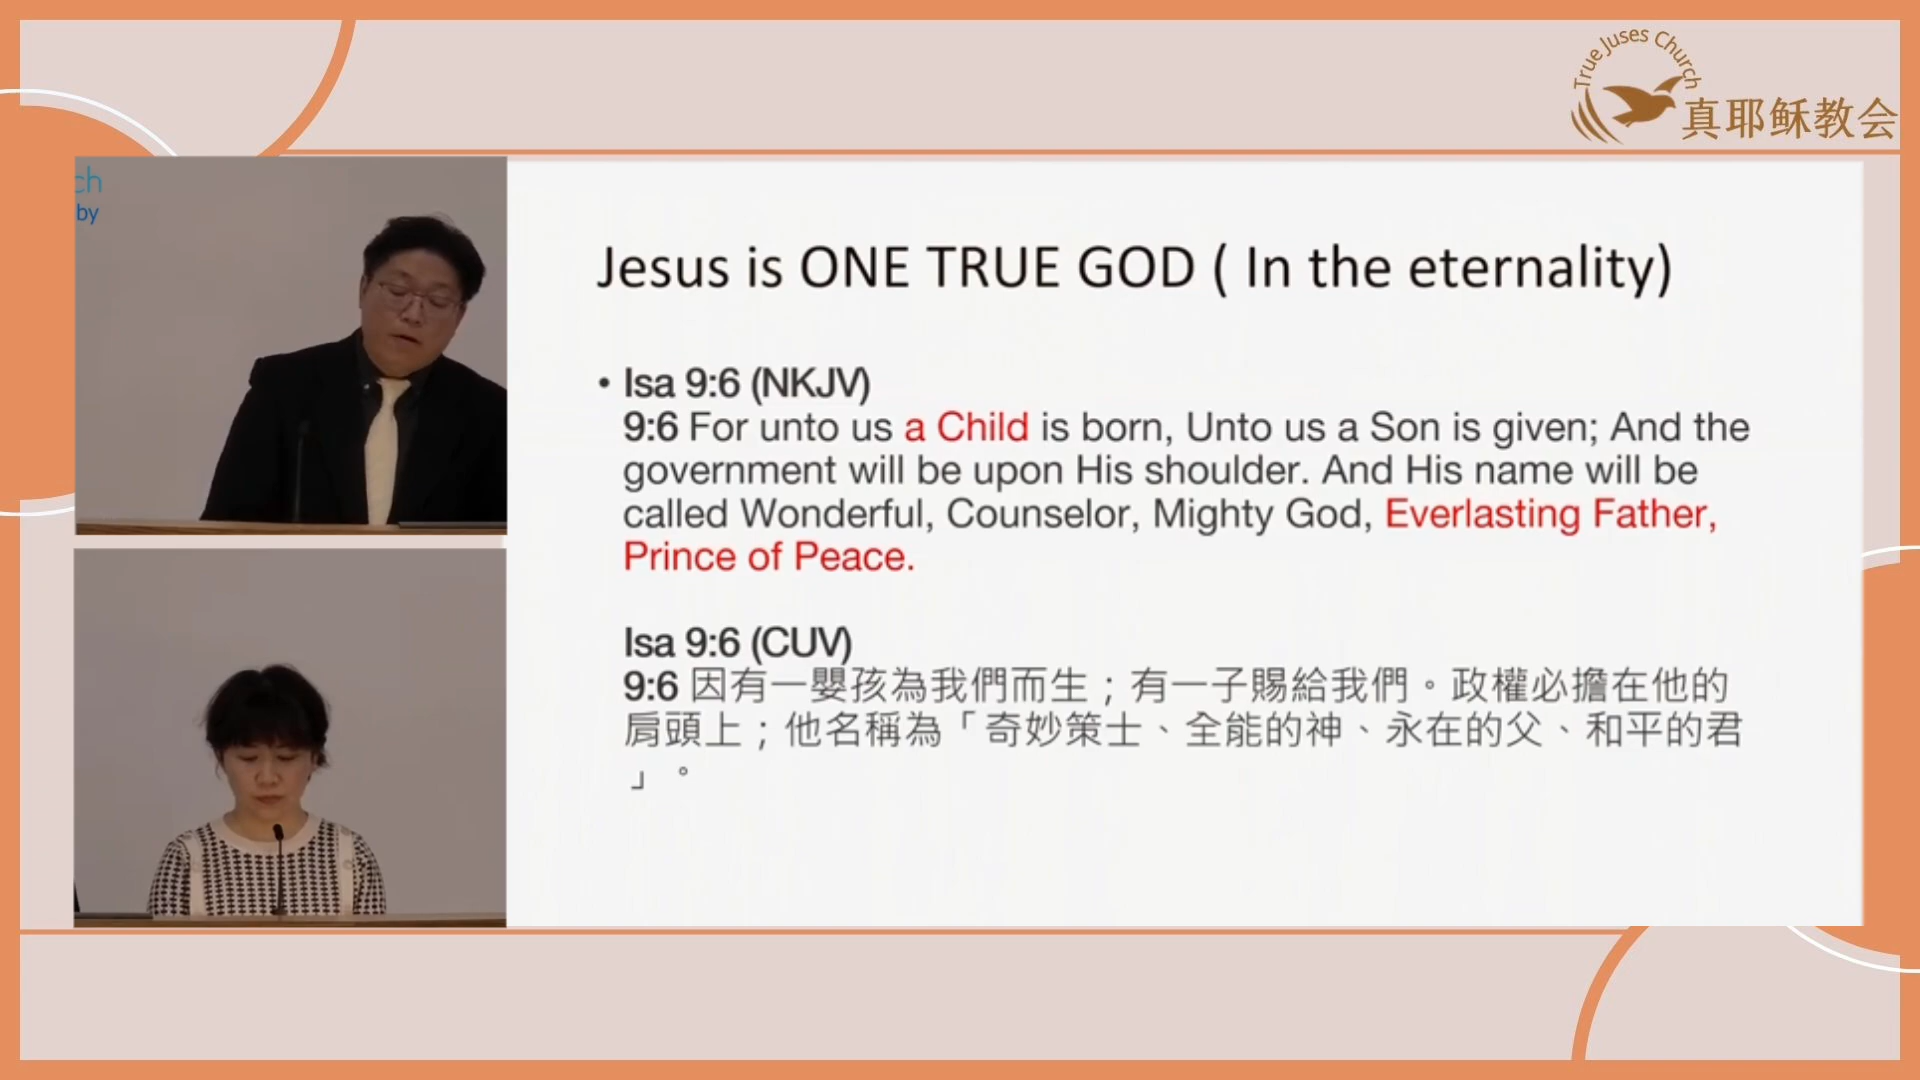 True Juses Church
真耶稣教会
ch
by
Jesus is ONE TRUE GOD ( In the eternality)
• Isa 9:6 (NKJV)
9:6 For unto us a Child is born, Unto us a Son is given; And the
government will be upon His shoulder. And His name will be
called Wonderful, Counselor, Mighty God, Everlasting Father,
Prince of Peace.
Isa 9:6 (CUV)
9:6 因有一嬰孩為我們而生；有一子賜給我們。政權必擔在他的
肩頭上；他名稱為「奇妙策士、全能的神、永在的父、和平的君
」。